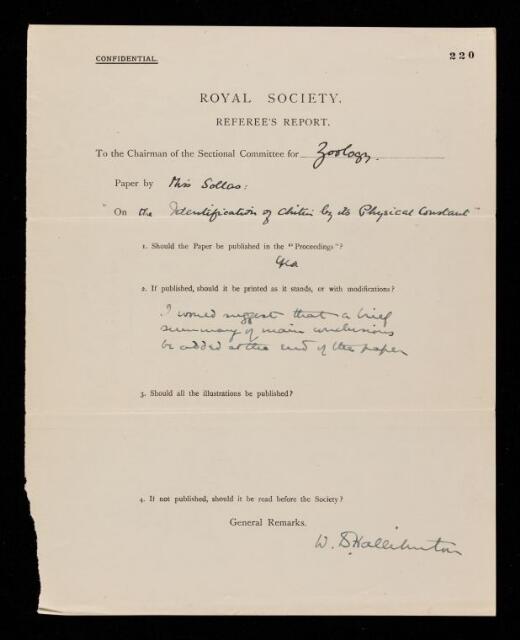 CONFIDENTIAL.
220
ROYAL SOCIETY.
REFEREE'S REPORT.
To the Chairman of the Sectional Committee for Zoology.
Paper by Miss Sollas:
"On the Identification of Chitin by its Physical Constant"
1. Should the Paper be published in the "Proceedings"?
Yes
2. If published, should it be printed as it stands, or with modifications?
I would suggest that a brief
summary of main conclusions
be added at the end of the paper
3. Should all the illustrations be published?
4. If not published, should it be read before the Society?
General Remarks.
W. D. Halliburton